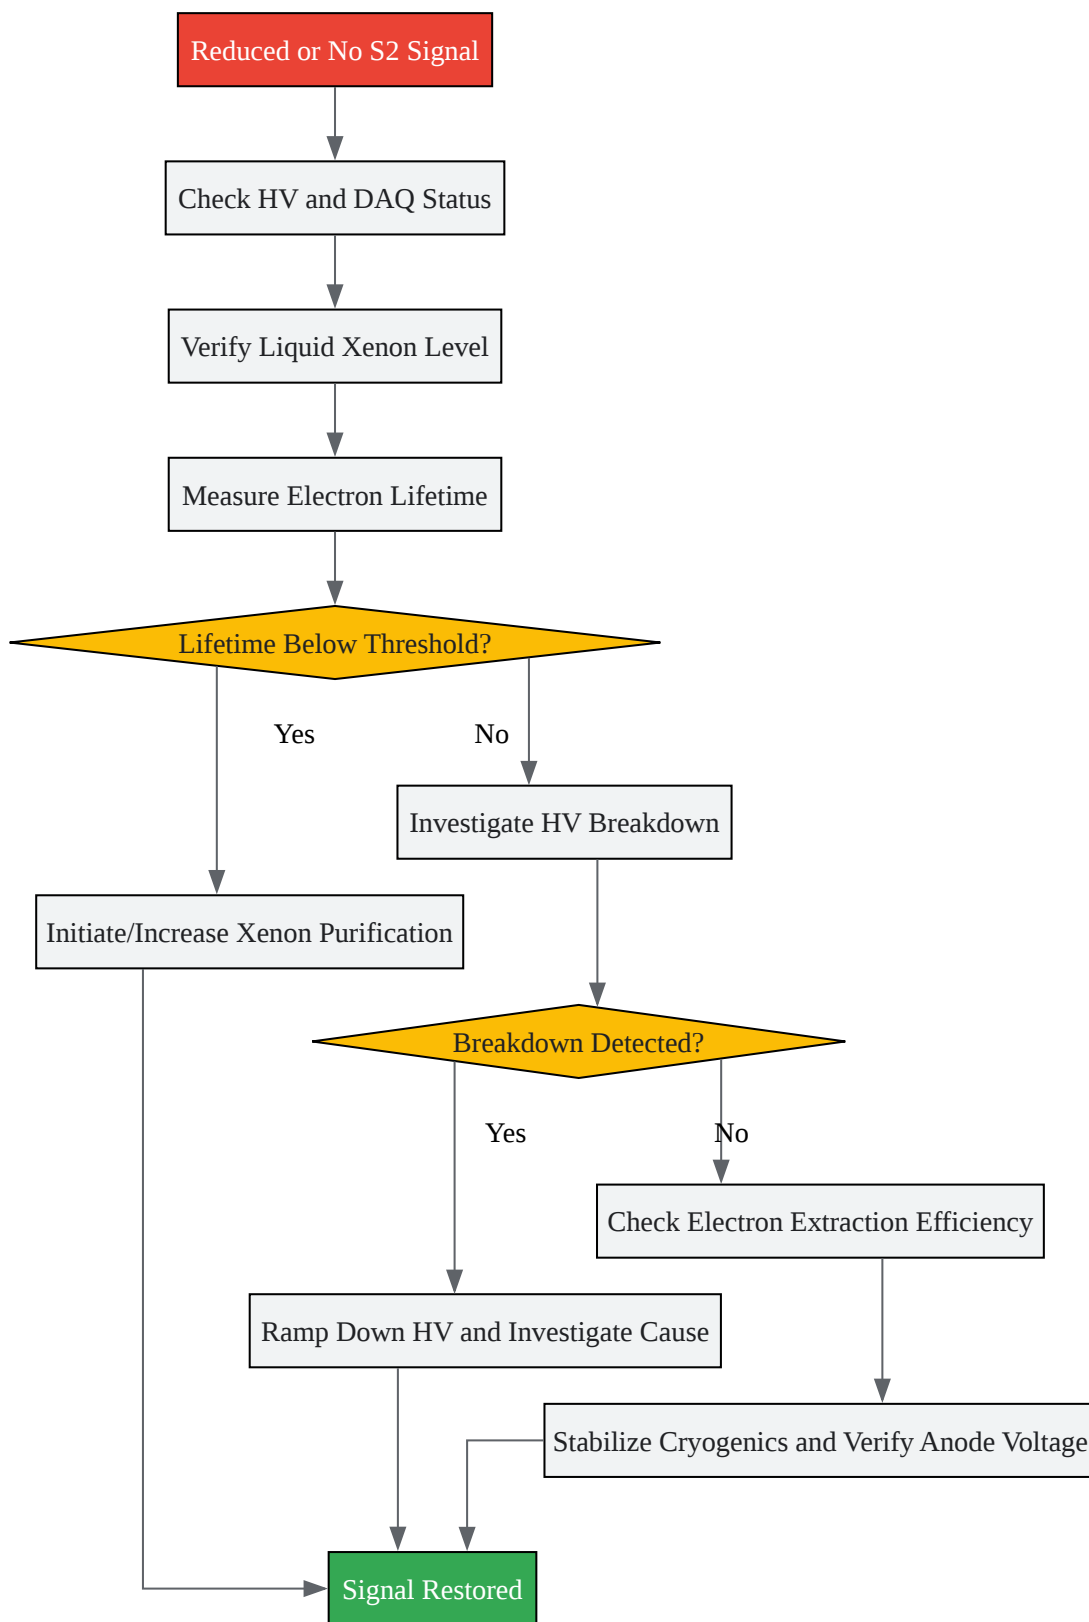 Reduced or No S2 Signal
Check HV and DAQ Status
Verify Liquid Xenon Level
Measure Electron Lifetime
Lifetime Below Threshold?
Yes
No
Investigate HV Breakdown
Initiate/Increase Xenon Purification
Breakdown Detected?
Yes
No
Check Electron Extraction Efficiency
Ramp Down HV and Investigate Cause
Stabilize Cryogenics and Verify Anode Voltage
Signal Restored